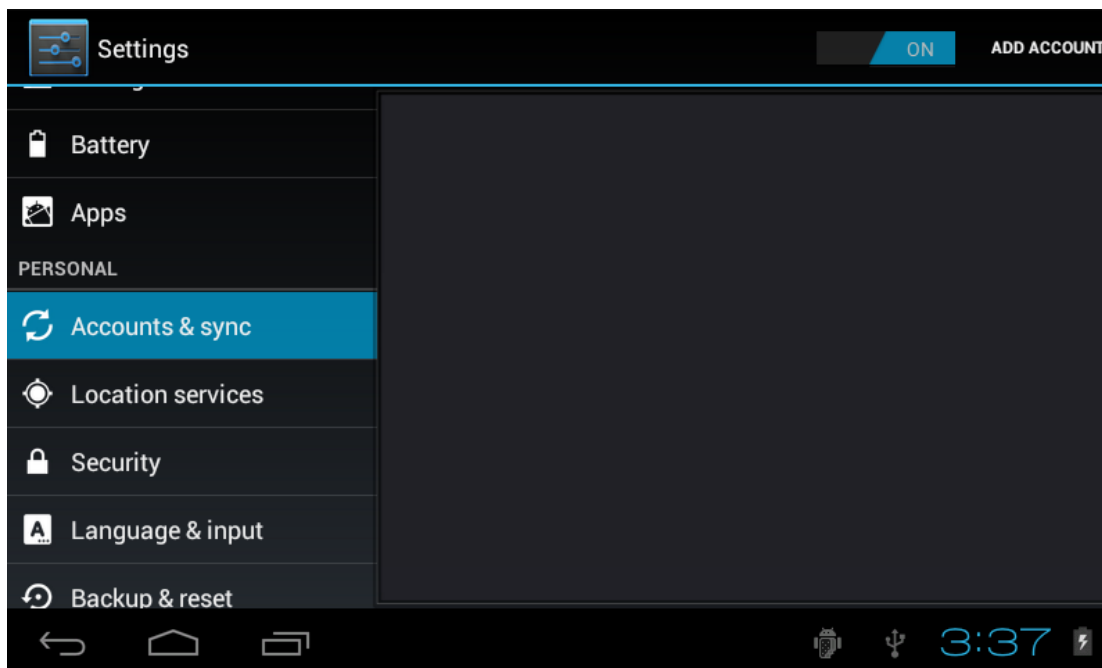 Settings
ON
ADD ACCOUNT
Battery
Apps
PERSONAL
Accounts & sync
Location services
Security
Language & input
Backup & reset
3:37